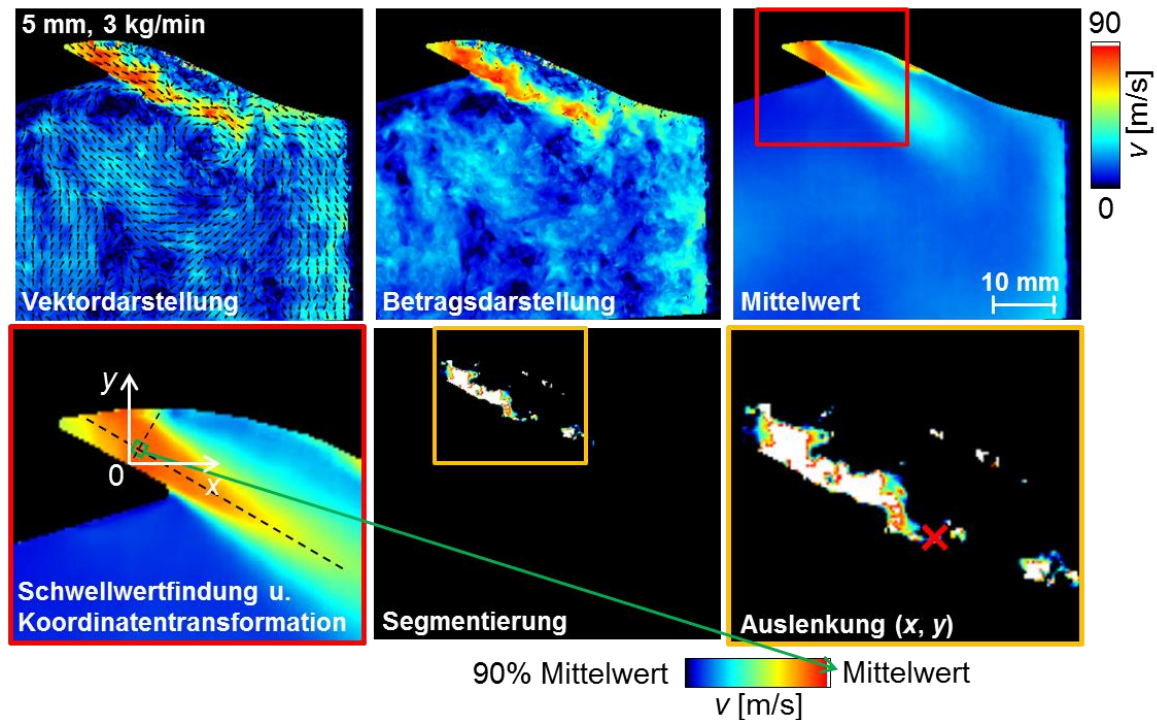 5 mm, 3 kg/min
Vektordarstellung
Betragsdarstellung
Mittelwert
10 mm
90
v [m/s]
0
y
0
x
Schwellwertfindung u.
Koordinatentransformation
Segmentierung
Auslenkung (x, y)
90% Mittelwert
Mittelwert
v [m/s]